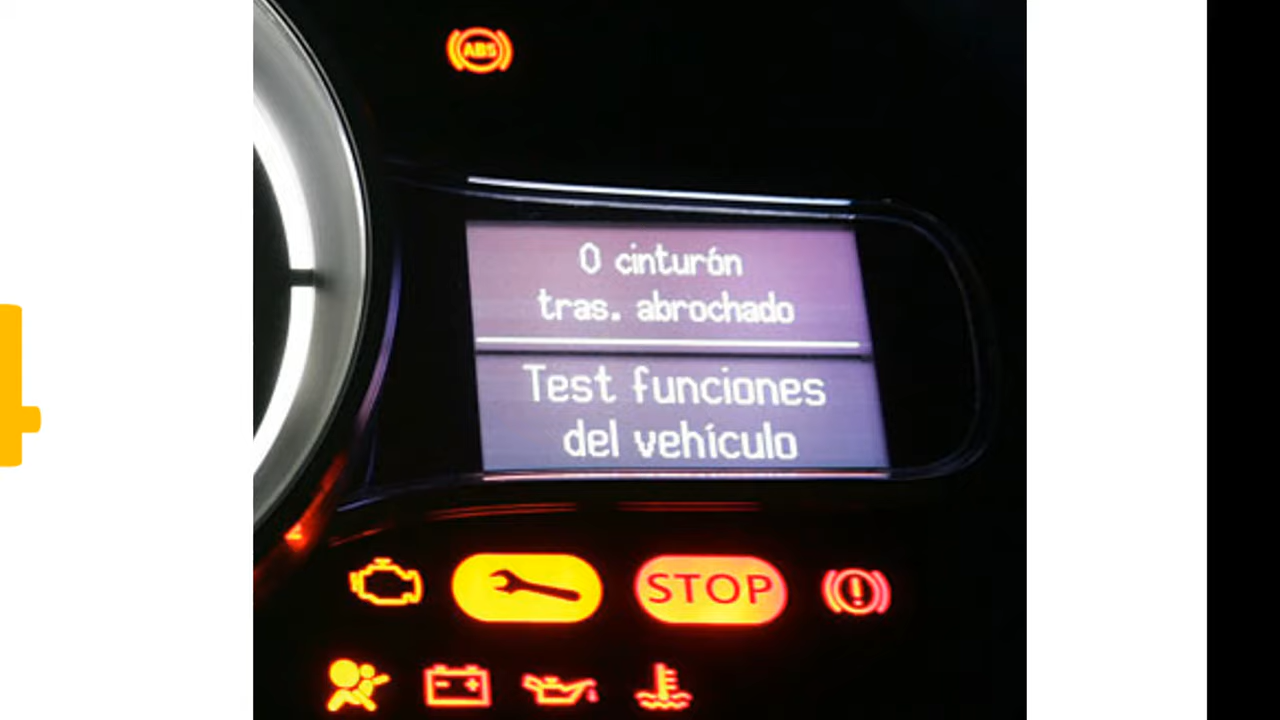 ABS
0 cinturón
tras. abrochado
Test funciones
del vehículo
STOP